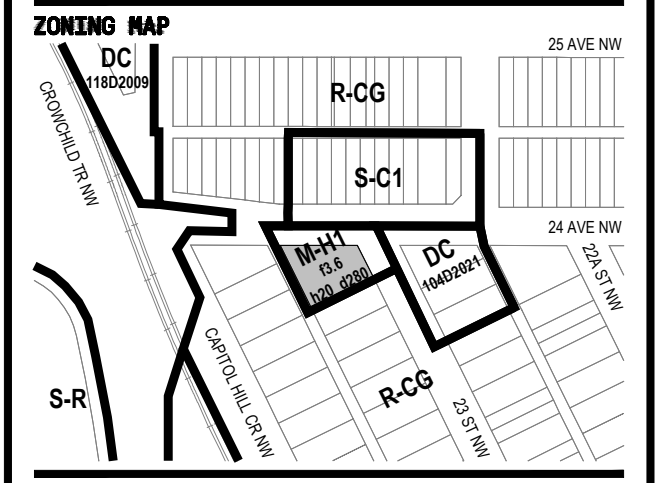 ZONING MAP
25 AVE NW
DC
118D2009
R-CG
CROWCHILD TR NW
S-C1
24 AVE NW
M-H1
f3.6
h20 d280
DC
104D2021
22A ST NW
CAPITOL HILL CR NW
R-CG
S-R
23 ST NW